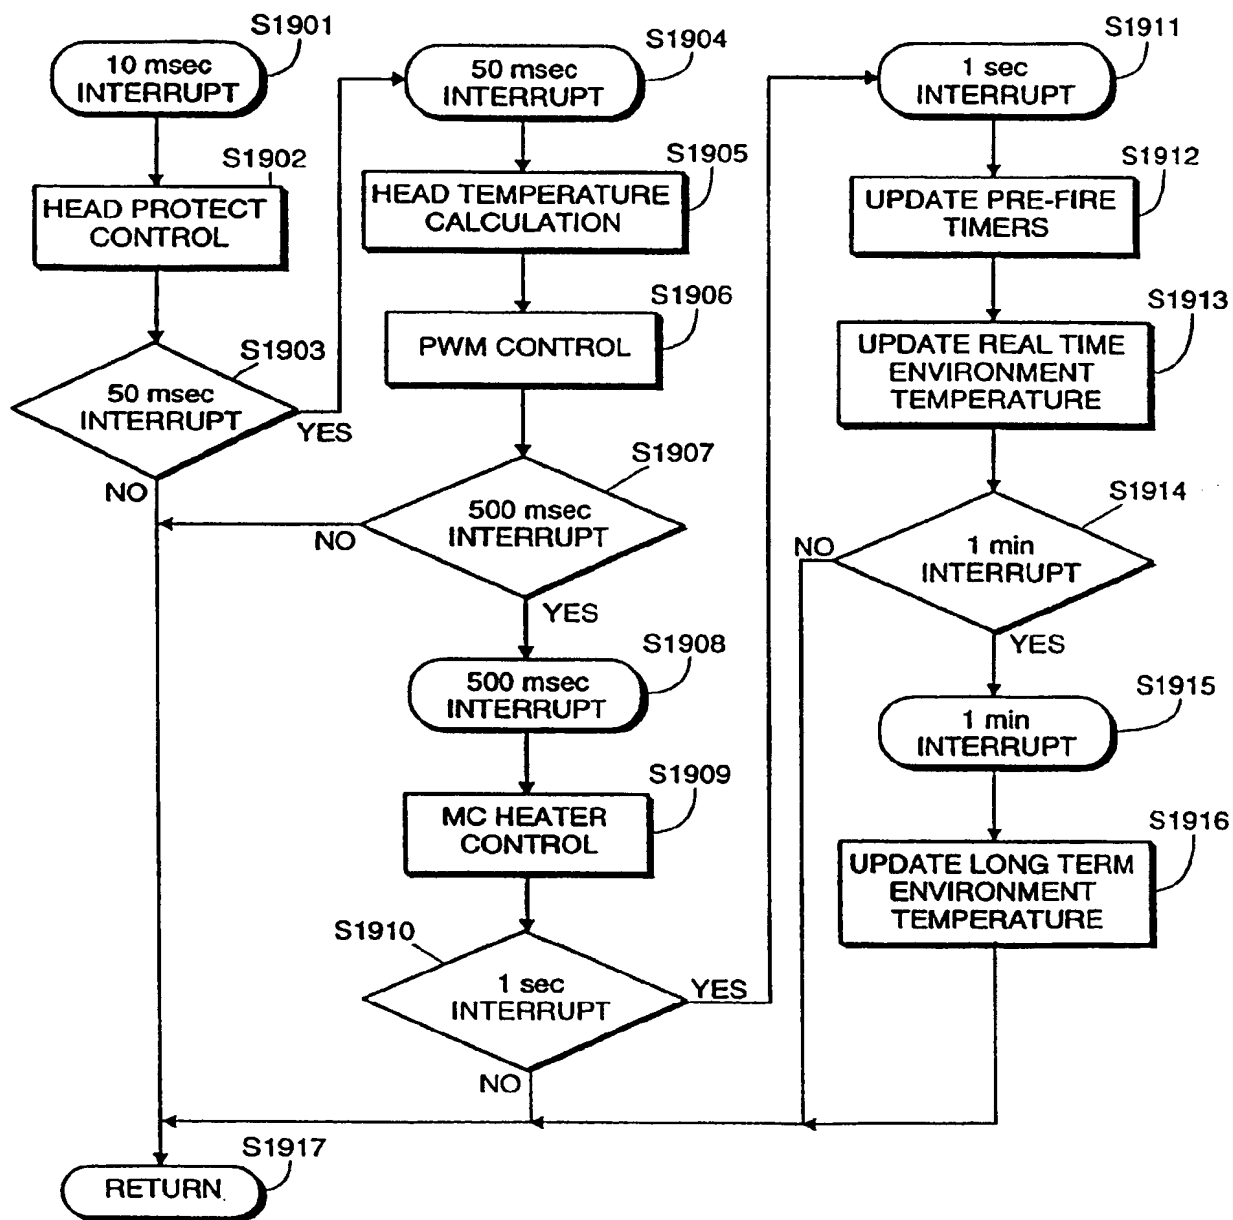 S1901
10 msec
INTERRUPT
S1902
HEAD PROTECT
CONTROL
S1903
50 msec
INTERRUPT
YES
NO
S1904
50 msec
INTERRUPT
S1905
HEAD TEMPERATURE
CALCULATION
S1906
PWM CONTROL
S1907
500 msec
INTERRUPT
NO
YES
S1908
500 msec
INTERRUPT
S1909
MC HEATER
CONTROL
S1910
1 sec
INTERRUPT
YES
NO
S1911
1 sec
INTERRUPT
S1912
UPDATE PRE-FIRE
TIMERS
S1913
UPDATE REAL TIME
ENVIRONMENT
TEMPERATURE
S1914
1 min
INTERRUPT
NO
YES
S1915
1 min
INTERRUPT
S1916
UPDATE LONG TERM
ENVIRONMENT
TEMPERATURE
S1917
RETURN